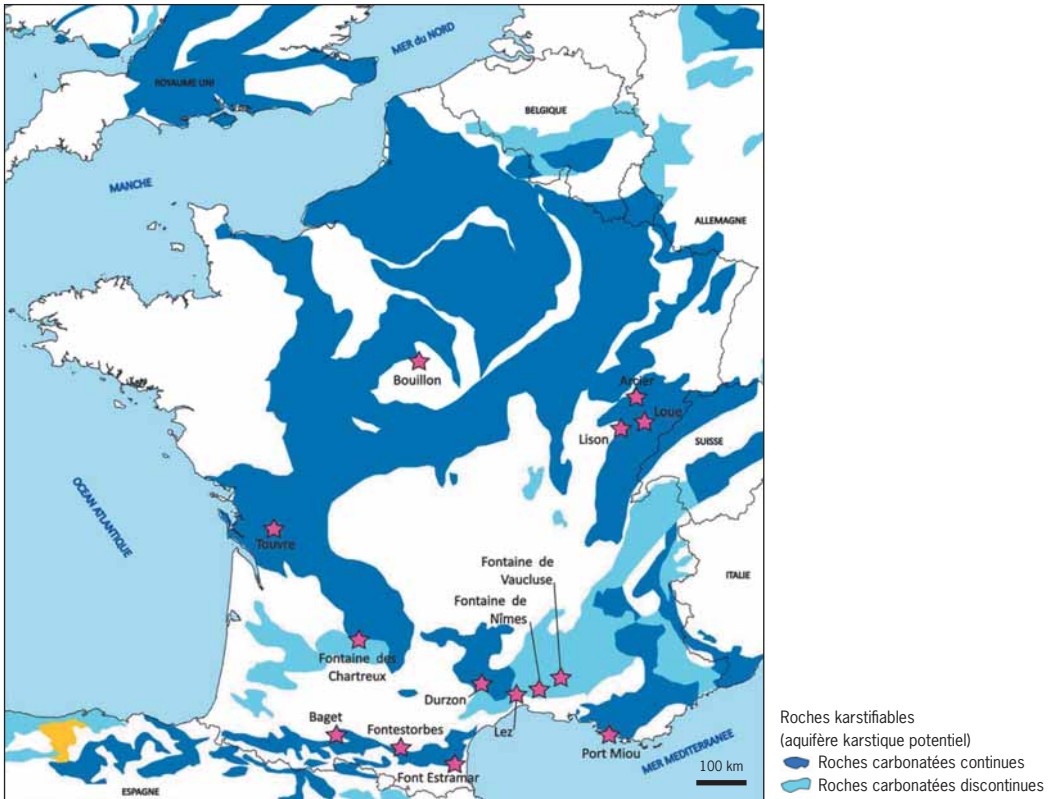 MER du NORD
ROYAUME UNI
BELGIQUE
MANCHE
ALLEMAGNE
Bouillon
Arcier
Loue
Lison
SUISSE
OCEAN ATLANTIQUE
Touvre
Fontaine de
Vaucluse
ITALIE
Fontaine de
Nîmes
Fontaine des
Chartreux
Durzon
Baget
Fontestorbes
Lez
Port Miou
MER MEDITERRANEE
Font Estramar
100 km
ESPAGNE
Roches karstifiables
(aquifère karstique potentiel)
Roches carbonatées continues
Roches carbonatées discontinues